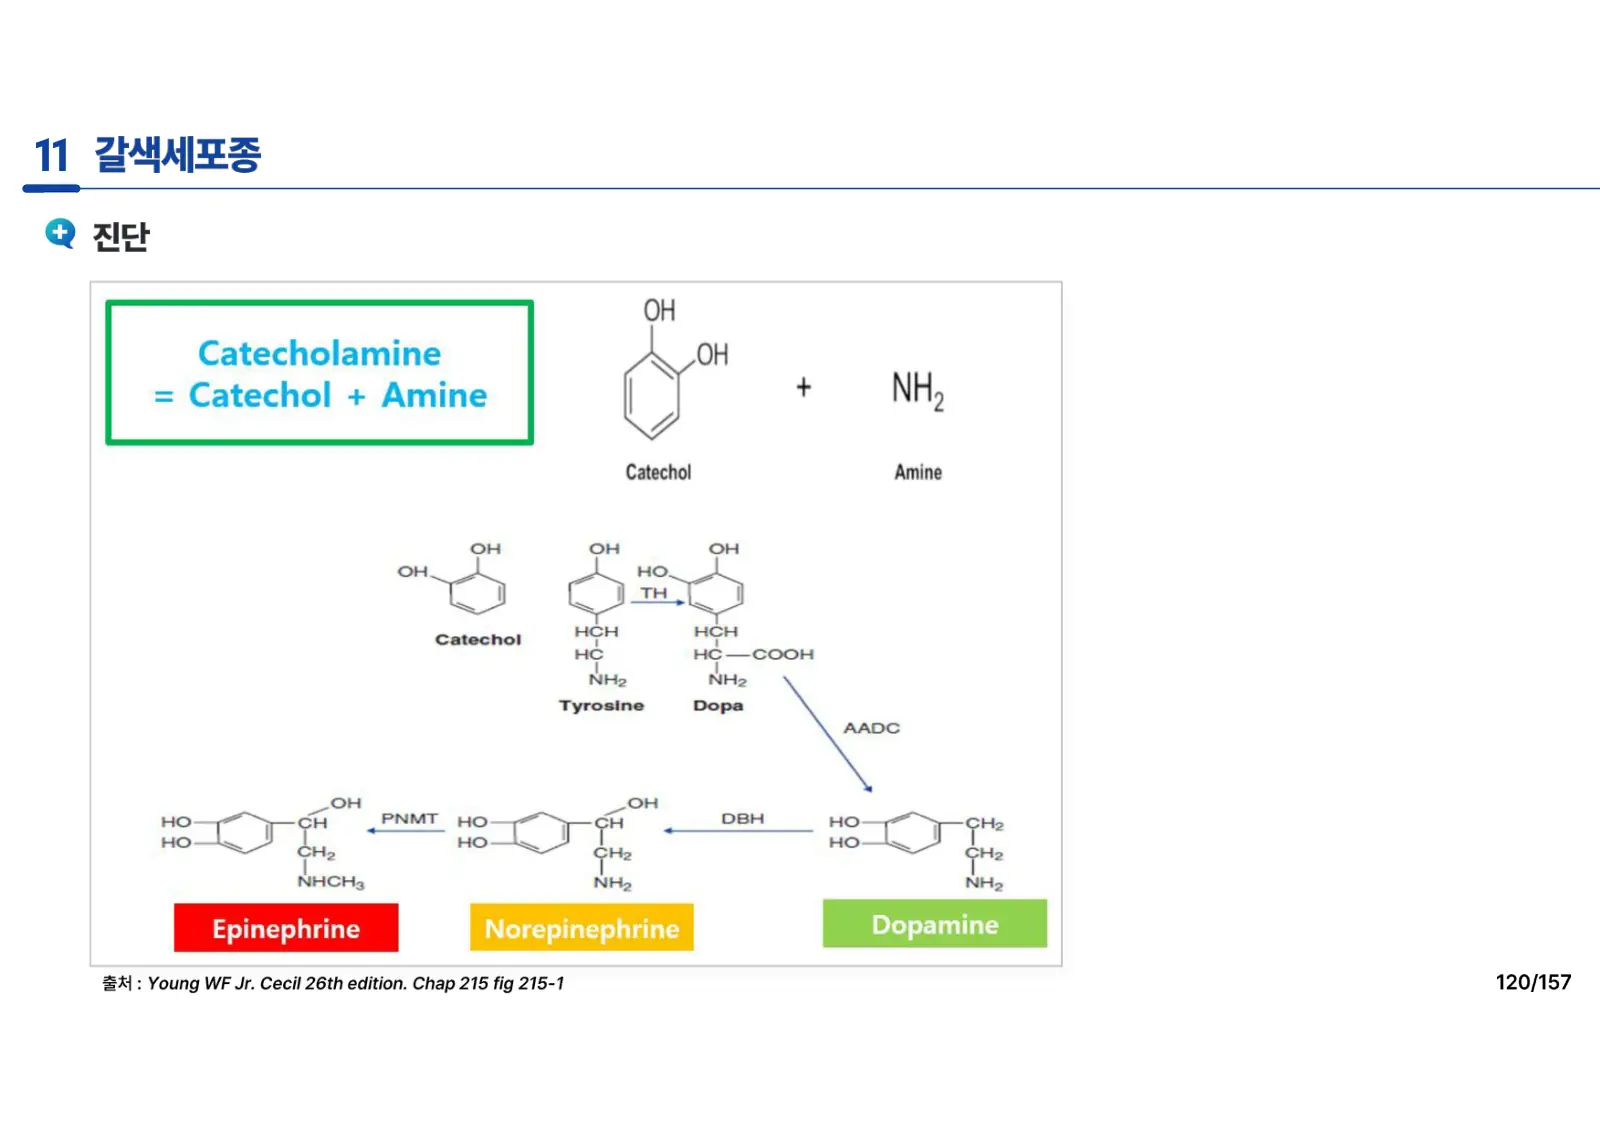 11 갈색세포종
진단
Catecholamine
= Catechol + Amine
OH
OH
+
NH2
Catechol
Amine
OH
OH
Catechol
OH
HCH
HC
NH2
Tyrosine
TH
OH
HO
HCH
HC—COOH
NH2
Dopa
AADC
HO
HO
OH
CH
CH2
NHCH3
PNMT
HO
HO
OH
CH
CH2
NH2
DBH
HO
HO
CH2
CH2
NH2
Epinephrine
Norepinephrine
Dopamine
출처 : Young WF Jr. Cecil 26th edition. Chap 215 fig 215-1
120/157